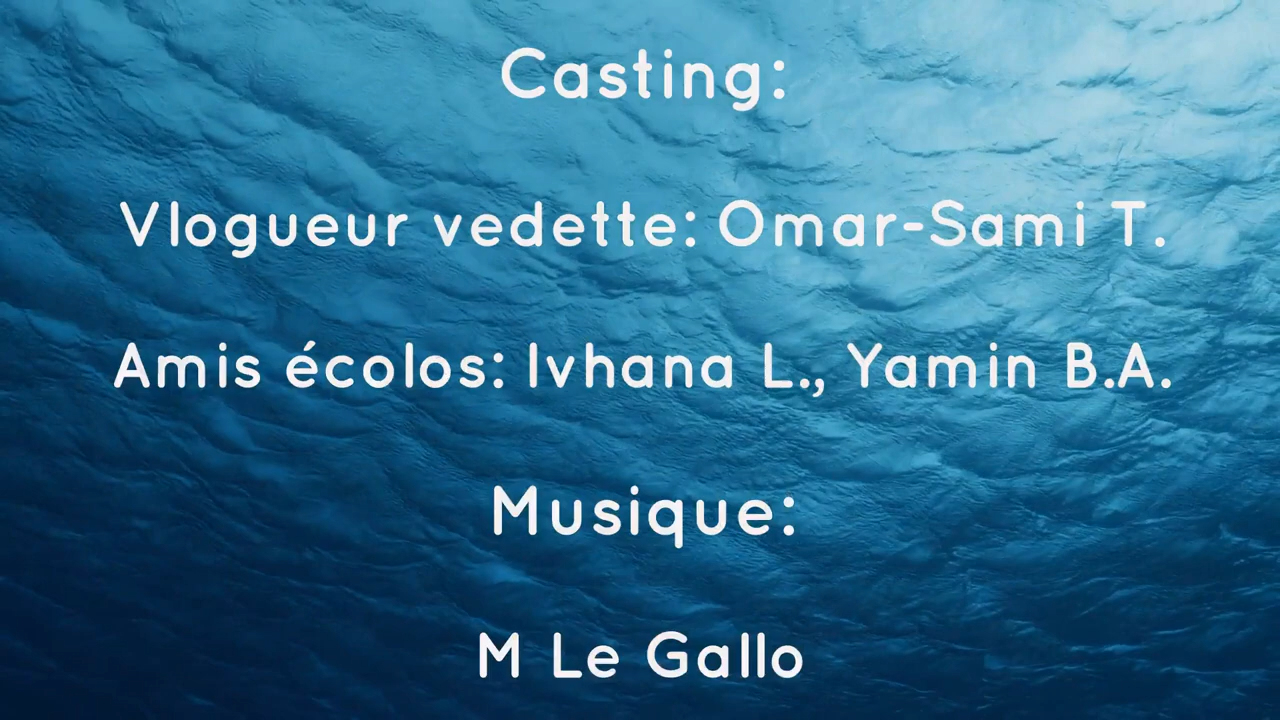 Casting:
Vlogueur vedette: Omar-Sami T.
Amis écolos: Ivhana L., Yamin B.A.
Musique:
M Le Gallo